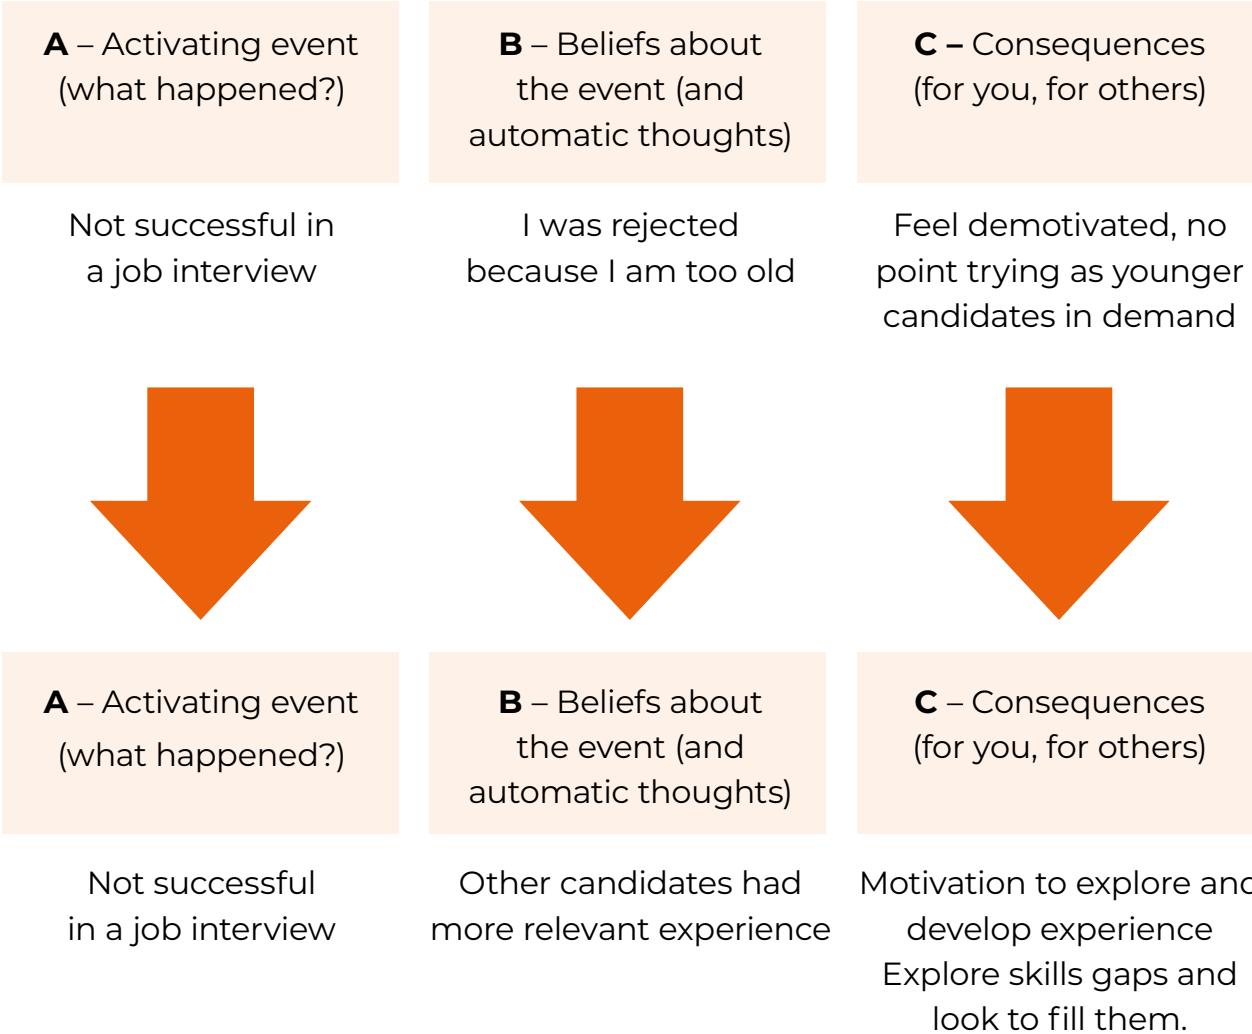 A – Activating event
(what happened?)
B – Beliefs about
the event (and
automatic thoughts)
C – Consequences
(for you, for others)
Not successful in
a job interview
I was rejected
because I am too old
Feel demotivated, no
point trying as younger
candidates in demand
A – Activating event
(what happened?)
B – Beliefs about
the event (and
automatic thoughts)
C – Consequences
(for you, for others)
Not successful
in a job interview
Other candidates had
more relevant experience
Motivation to explore and
develop experience
Explore skills gaps and
look to fill them.